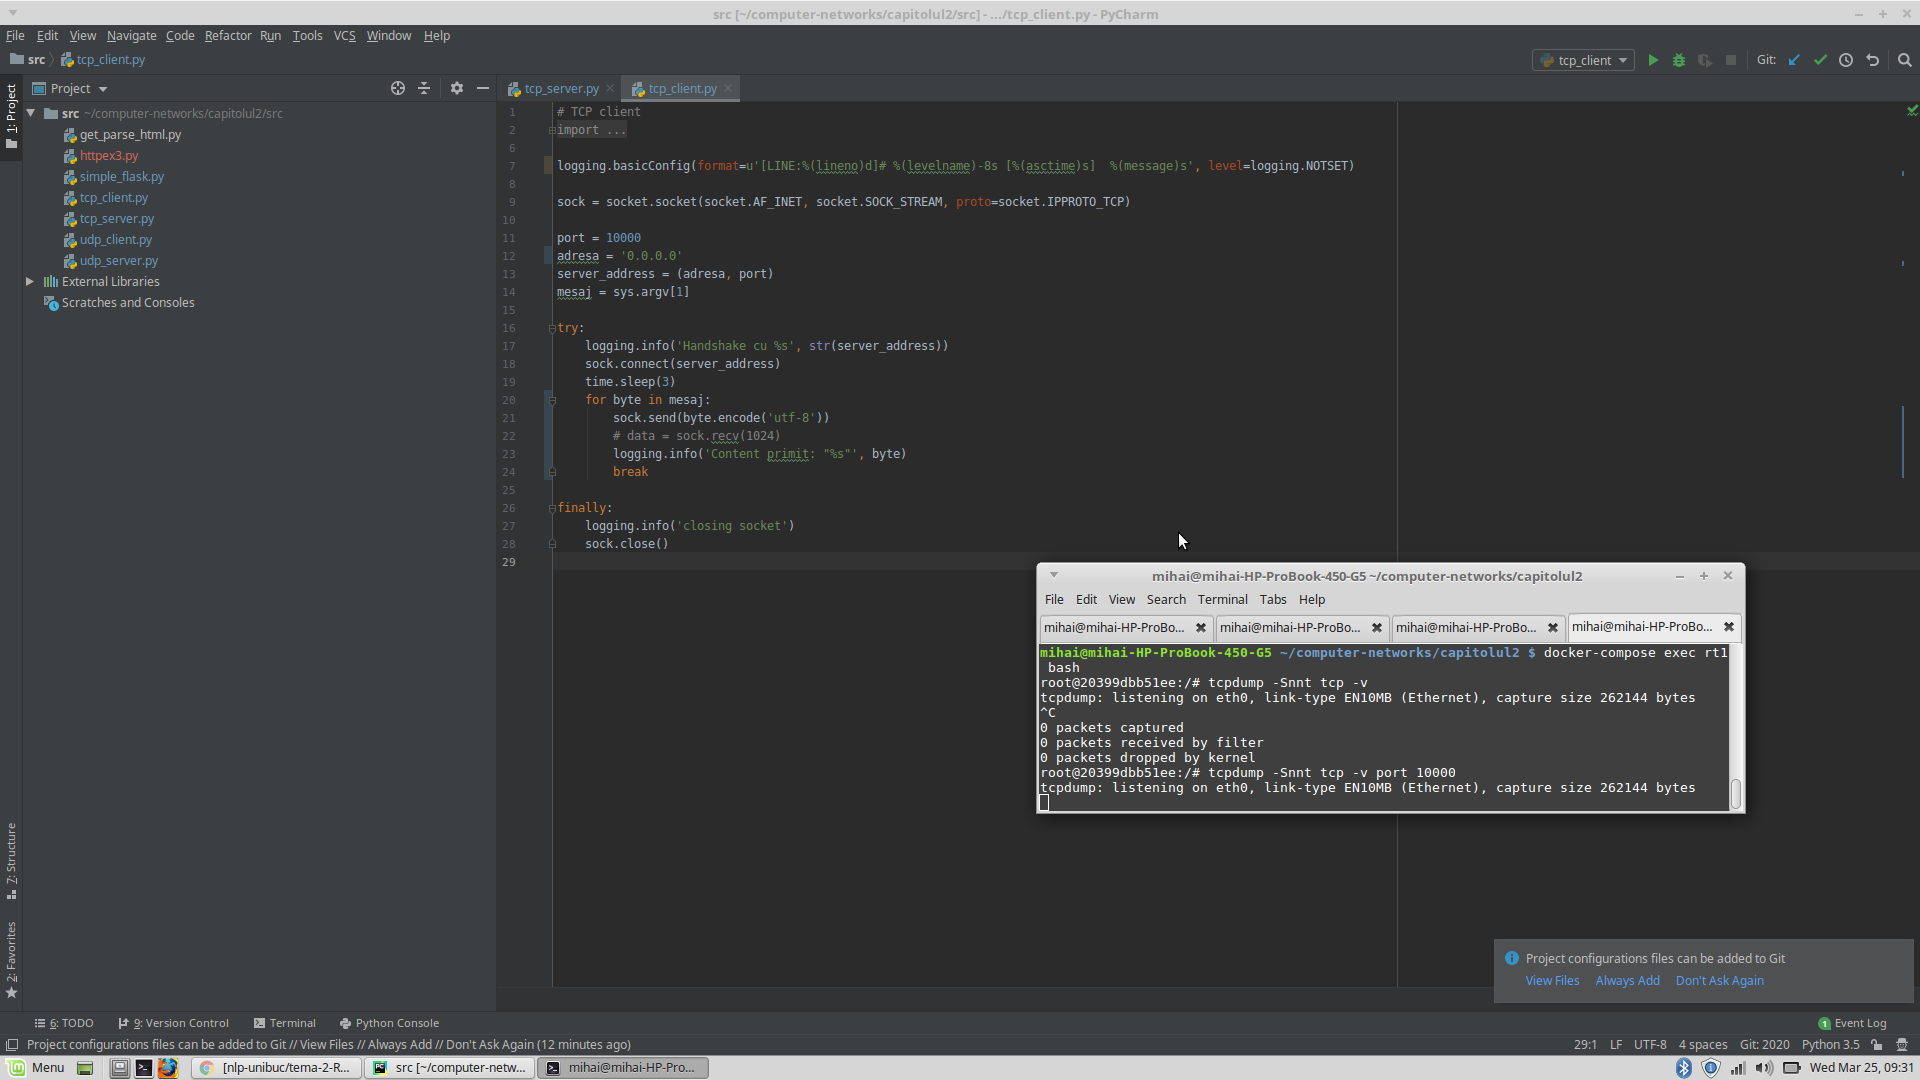 src [~/computer-networks/capitolul2/src] - .../tcp_client.py - PyCharm
File Edit View Navigate Code Refactor Run Tools VCS Window Help
src tcp_client.py
tcp_client Git:
1: Project
Project
tcp_server.py tcp_client.py
src ~/computer-networks/capitolul2/src
get_parse_html.py
httpex3.py
simple_flask.py
tcp_client.py
tcp_server.py
udp_client.py
udp_server.py
External Libraries
Scratches and Consoles
1 # TCP client
2 import ...
6
7 logging.basicConfig(format=u'[LINE:%(lineno)d]# %(levelname)-8s [%(asctime)s]  %(message)s', level=logging.NOTSET)
8
9 sock = socket.socket(socket.AF_INET, socket.SOCK_STREAM, proto=socket.IPPROTO_TCP)
10
11 port = 10000
12 adresa = '0.0.0.0'
13 server_address = (adresa, port)
14 mesaj = sys.argv[1]
15
16 try:
17     logging.info('Handshake cu %s', str(server_address))
18     sock.connect(server_address)
19     time.sleep(3)
20     for byte in mesaj:
21         sock.send(byte.encode('utf-8'))
22         # data = sock.recv(1024)
23         logging.info('Content primit: "%s"', byte)
24         break
25
26 finally:
27     logging.info('closing socket')
28     sock.close()
29
mihai@mihai-HP-ProBook-450-G5 ~/computer-networks/capitolul2
File Edit View Search Terminal Tabs Help
mihai@mihai-HP-ProBo... mihai@mihai-HP-ProBo... mihai@mihai-HP-ProBo... mihai@mihai-HP-ProBo...
mihai@mihai-HP-ProBook-450-G5 ~/computer-networks/capitolul2 $ docker-compose exec rt1
bash
root@20399dbb51ee:/# tcpdump -Snnt tcp -v
tcpdump: listening on eth0, link-type EN10MB (Ethernet), capture size 262144 bytes
^C
0 packets captured
0 packets received by filter
0 packets dropped by kernel
root@20399dbb51ee:/# tcpdump -Snnt tcp -v port 10000
tcpdump: listening on eth0, link-type EN10MB (Ethernet), capture size 262144 bytes
7: Structure
2: Favorites
Project configurations files can be added to Git
View Files Always Add Don't Ask Again
6: TODO 9: Version Control Terminal Python Console 1 Event Log
Project configurations files can be added to Git // View Files // Always Add // Don't Ask Again (12 minutes ago) 29:1 LF UTF-8 4 spaces Git: 2020 Python 3.5
Menu [nlp-unibuc/tema-2-R... src [~/computer-netw... mihai@mihai-HP-Pro... Wed Mar 25, 09:31